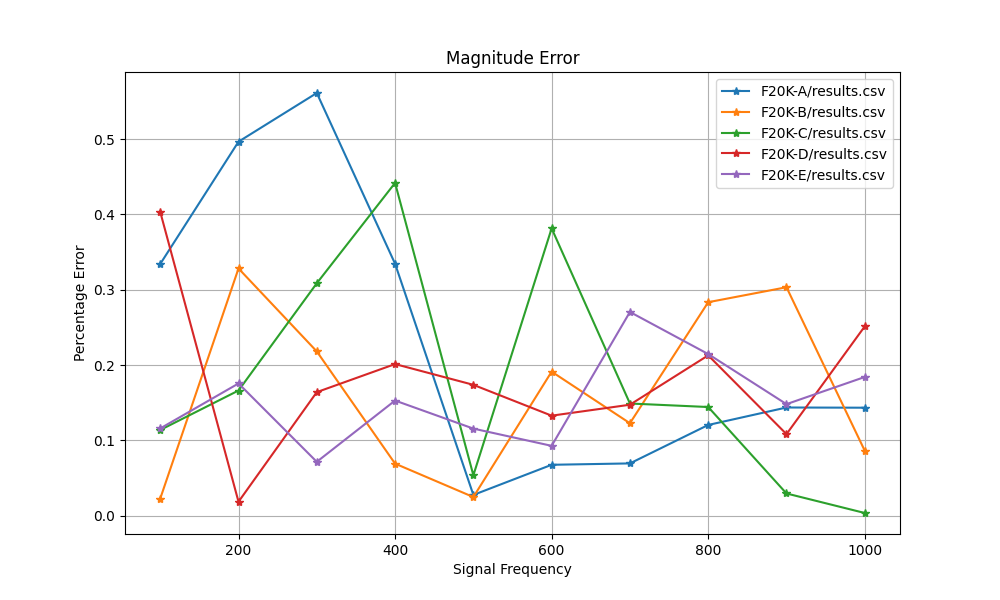 Magnitude Error
F20K-A/results.csv
F20K-B/results.csv
F20K-C/results.csv
F20K-D/results.csv
F20K-E/results.csv
Percentage Error
0.5
0.4
0.3
0.2
0.1
0.0
200 400 600 800 1000
Signal Frequency